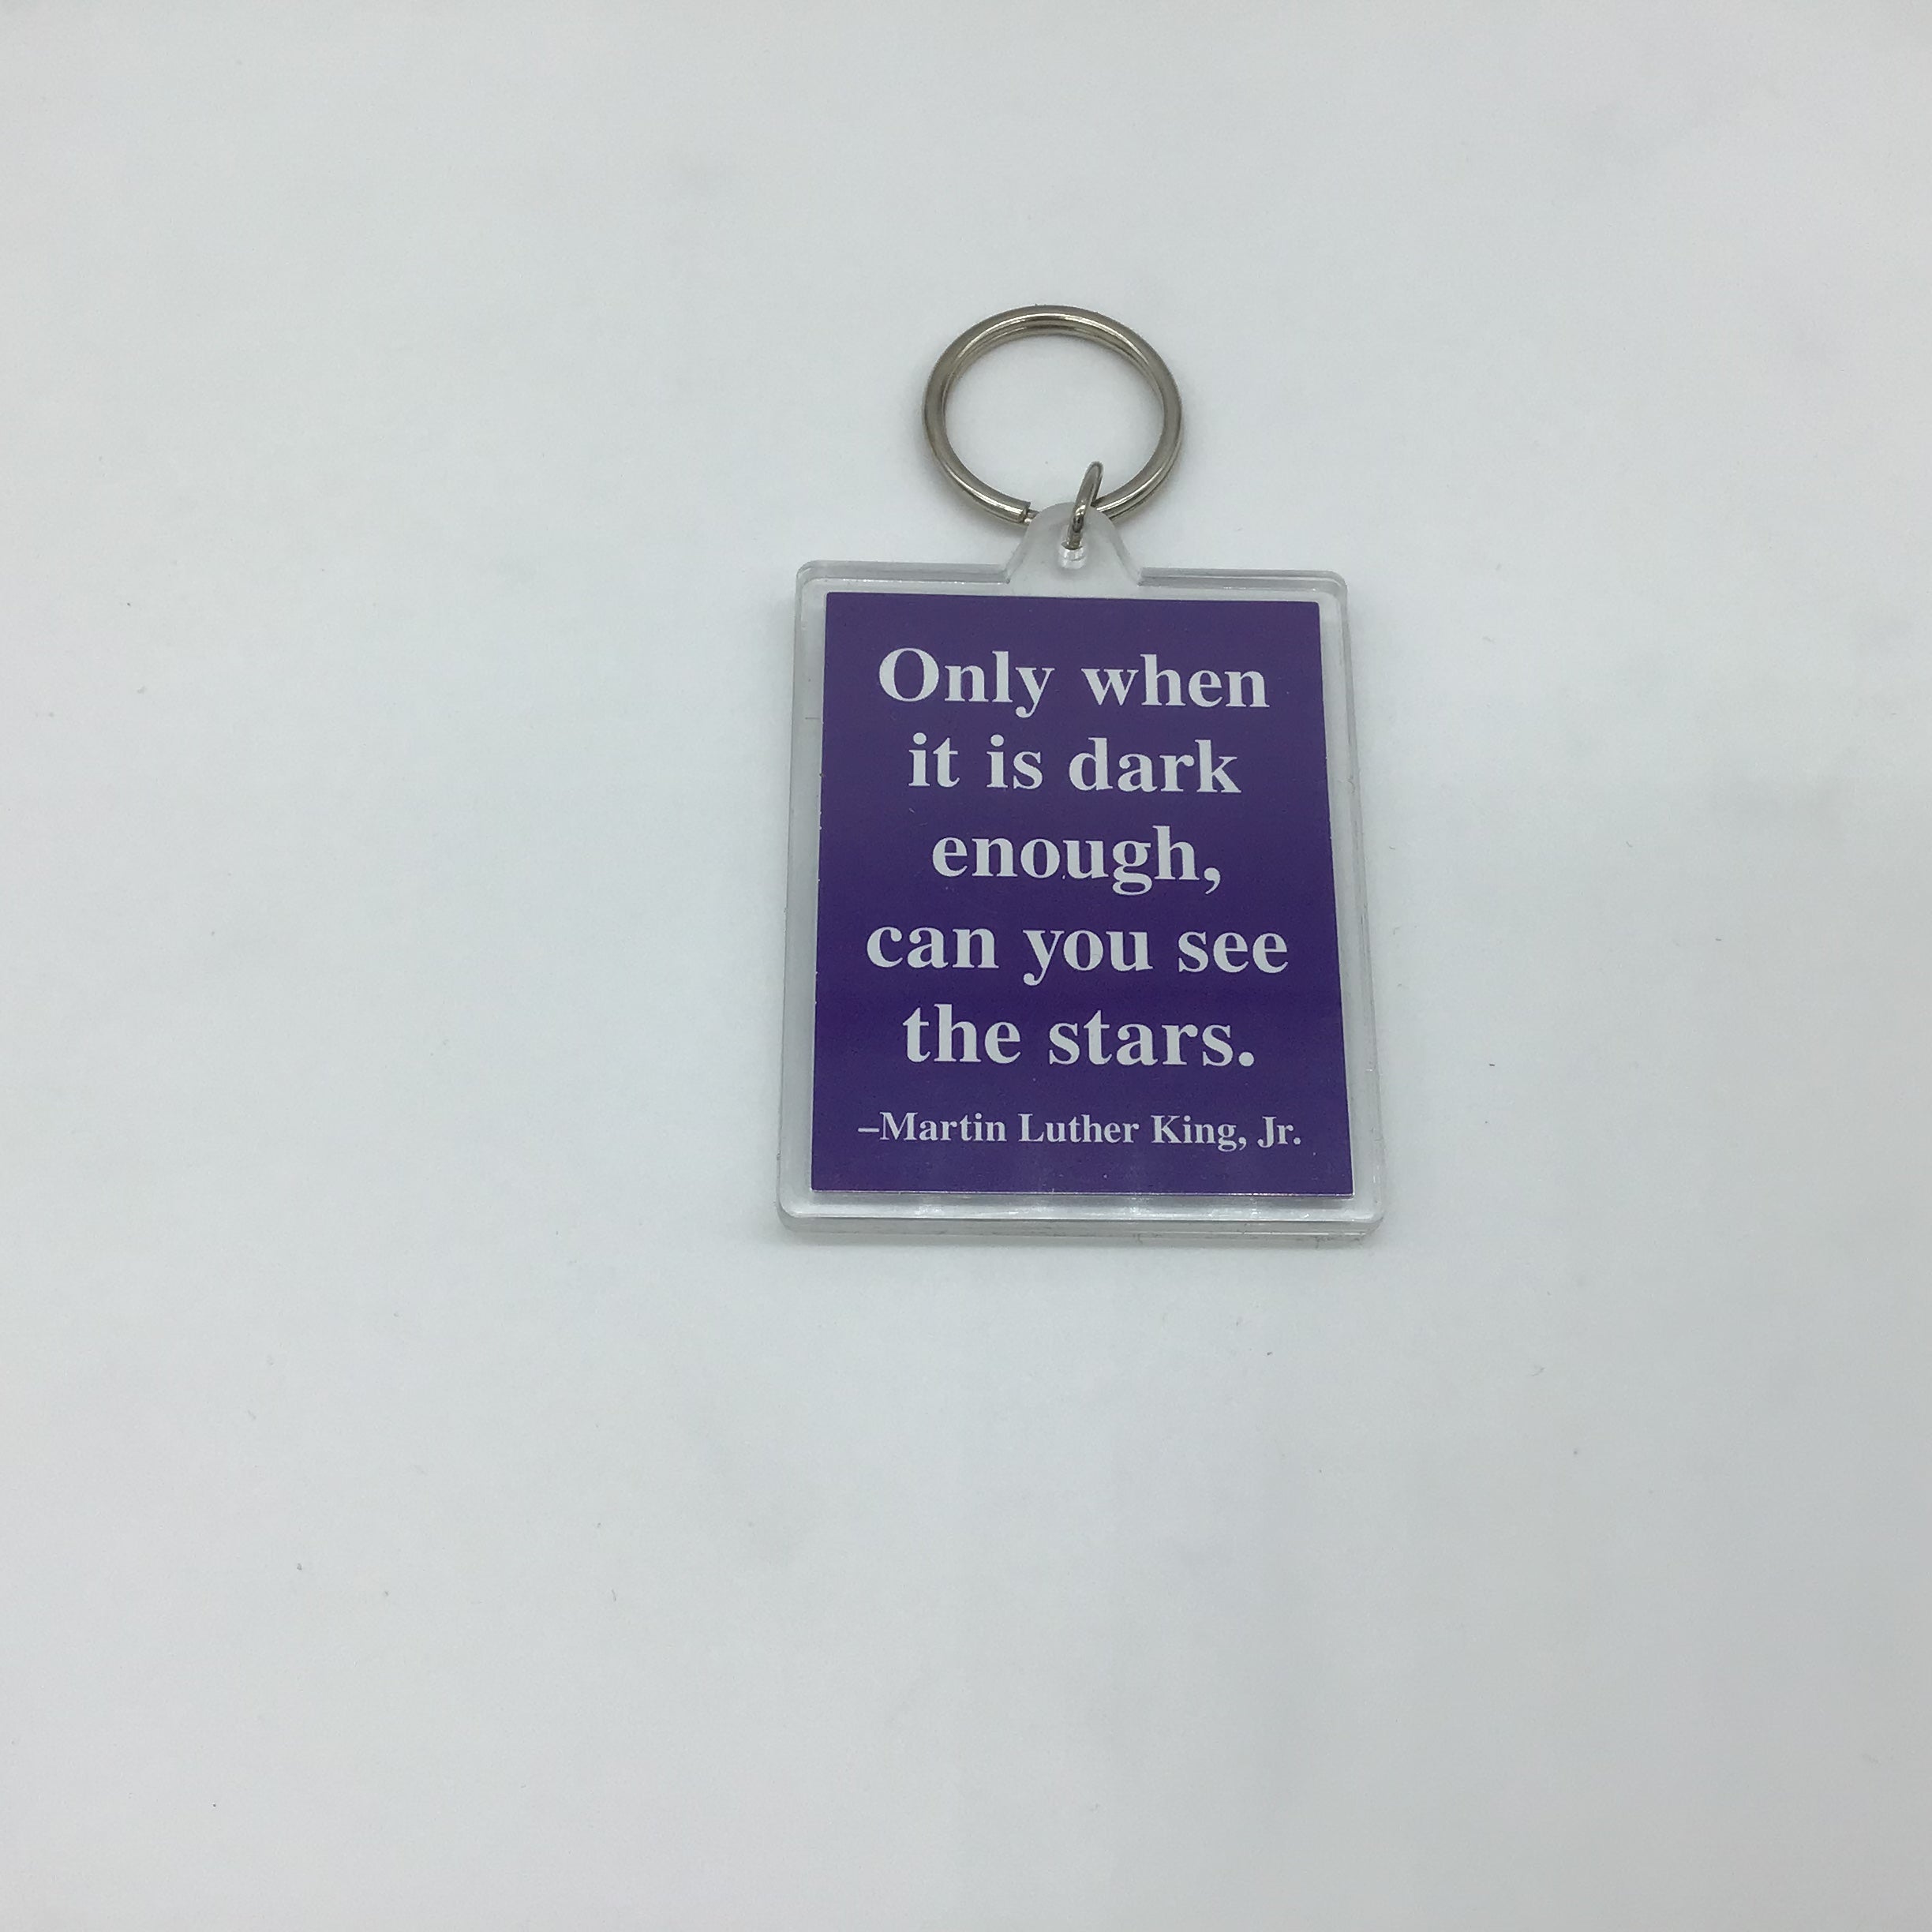 Only when
it is dark
enough,
can you see
the stars.
–Martin Luther King, Jr.